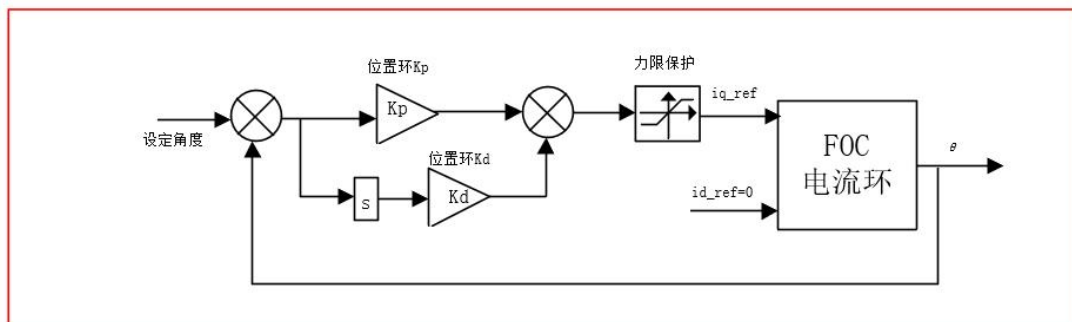 位置环Kp
力限保护
Kp
iq_ref
设定角度
FOC
电流环
θ
位置环Kd
s
Kd
id_ref=0